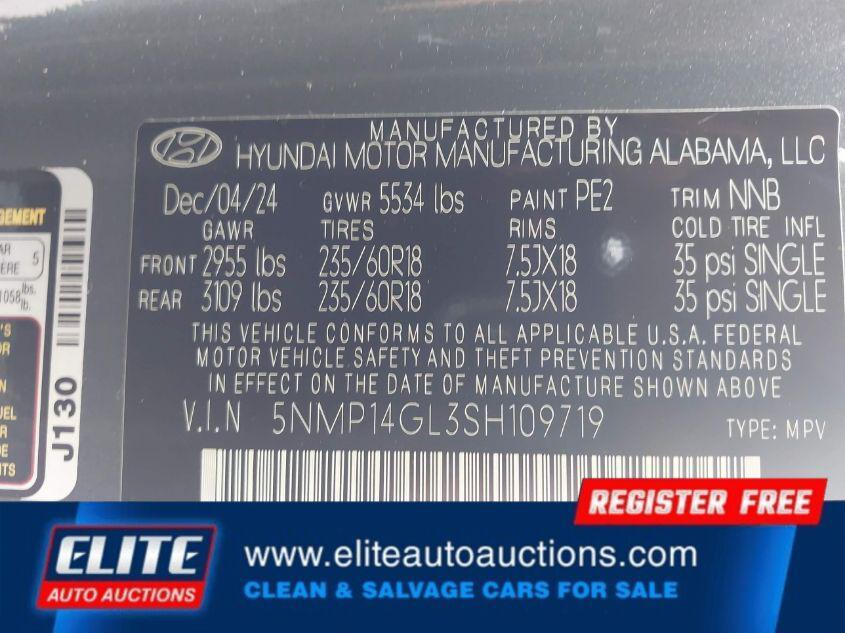 MANUFACTURED BY
HYUNDAI MOTOR MANUFACTURING ALABAMA, LLC
Dec/04/24 GVWR 5534 lbs PAINT PE2 TRIM NNB
GAWR TIRES RIMS COLD TIRE INFL
FRONT 2955 lbs 235/60R18 7.5JX18 35 psi SINGLE
REAR 3109 lbs 235/60R18 7.5JX18 35 psi SINGLE
THIS VEHICLE CONFORMS TO ALL APPLICABLE U.S.A. FEDERAL
MOTOR VEHICLE SAFETY AND THEFT PREVENTION STANDARDS
IN EFFECT ON THE DATE OF MANUFACTURE SHOWN ABOVE
V.I.N 5NMP14GL3SH109719 TYPE: MPV
5
1058 lbs.
lb.
J130
REGISTER FREE
ELITE
AUTO AUCTIONS
www.eliteautoauctions.com
CLEAN & SALVAGE CARS FOR SALE